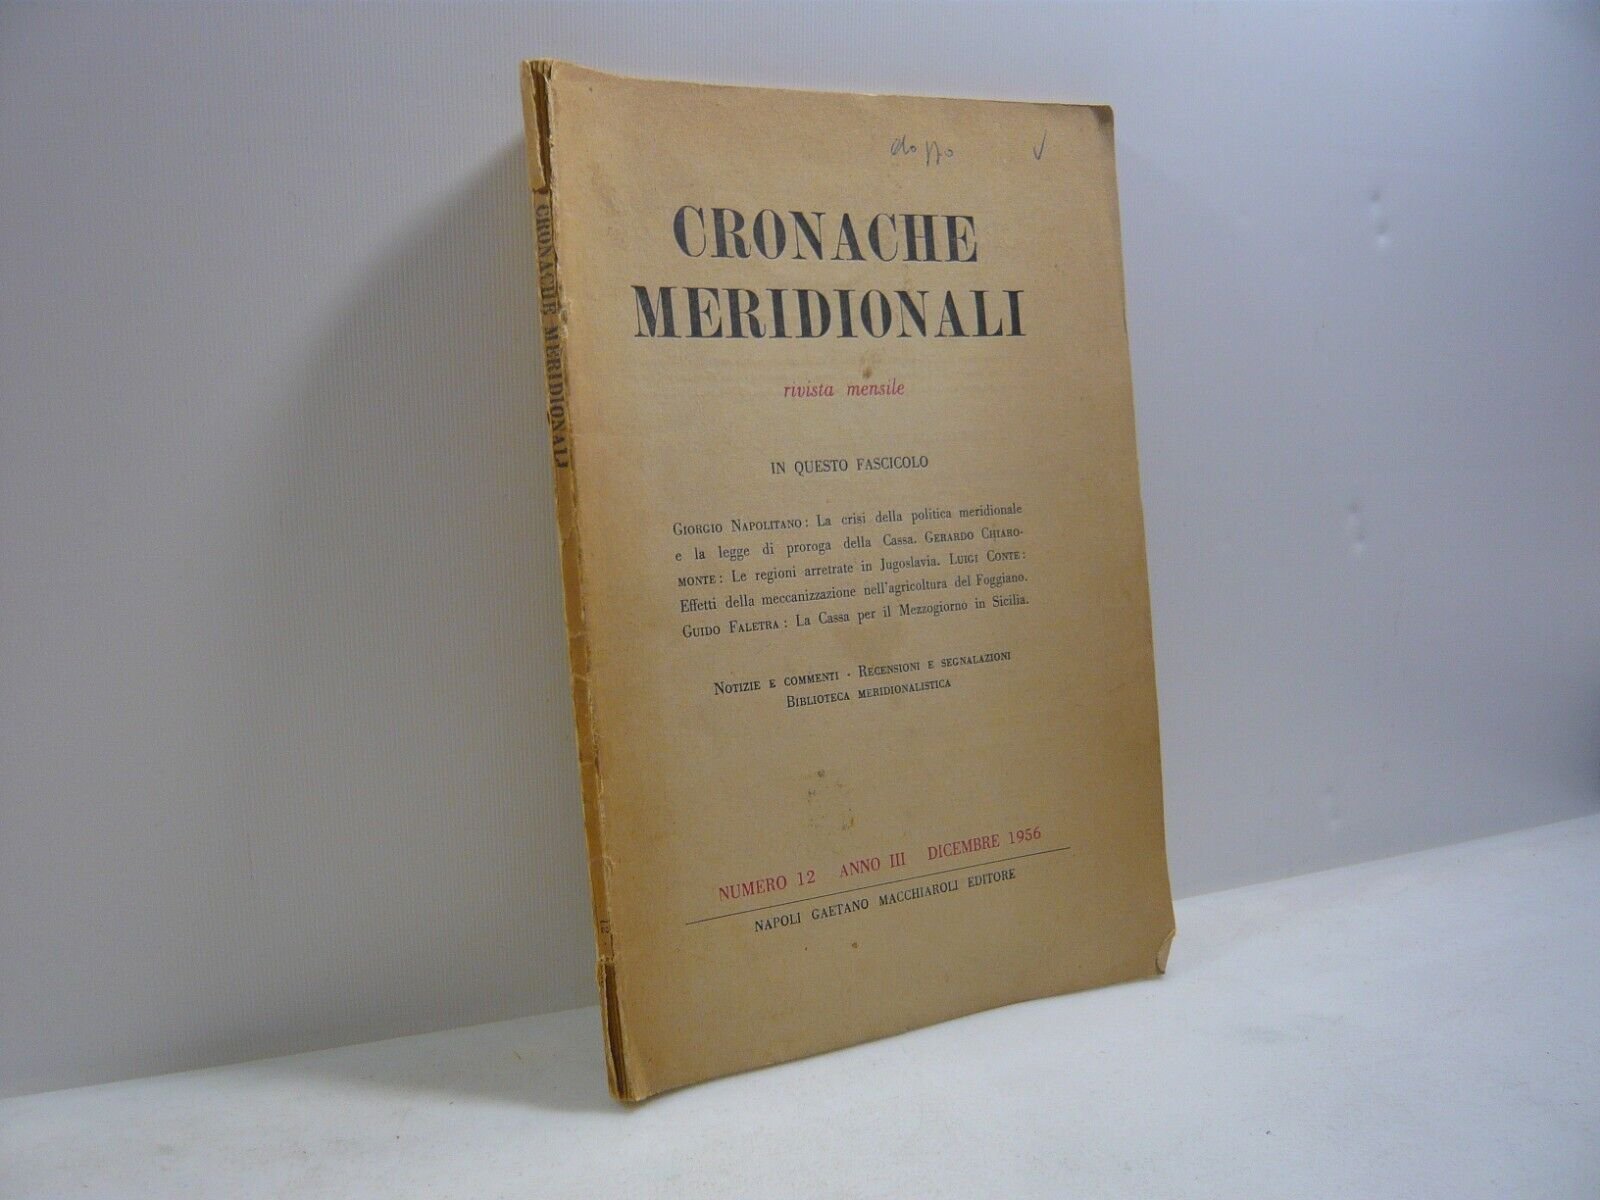 doppo
CRONACHE
MERIDIONALI
rivista mensile
IN QUESTO FASCICOLO
GIORGIO NAPOLITANO: La crisi della politica meridionale
e la legge di proroga della Cassa. GERARDO CHIARO-
MONTE: Le regioni arretrate in Jugoslavia. LUIGI CONTE:
Effetti della meccanizzazione nell'agricoltura del Foggiano.
GUIDO FALETRA: La Cassa per il Mezzogiorno in Sicilia.
NOTIZIE E COMMENTI - RECENSIONI E SEGNALAZIONI
BIBLIOTECA MERIDIONALISTICA
NUMERO 12 ANNO III DICEMBRE 1956
NAPOLI GAETANO MACCHIAROLI EDITORE
CRONACHE MERIDIONALI
12